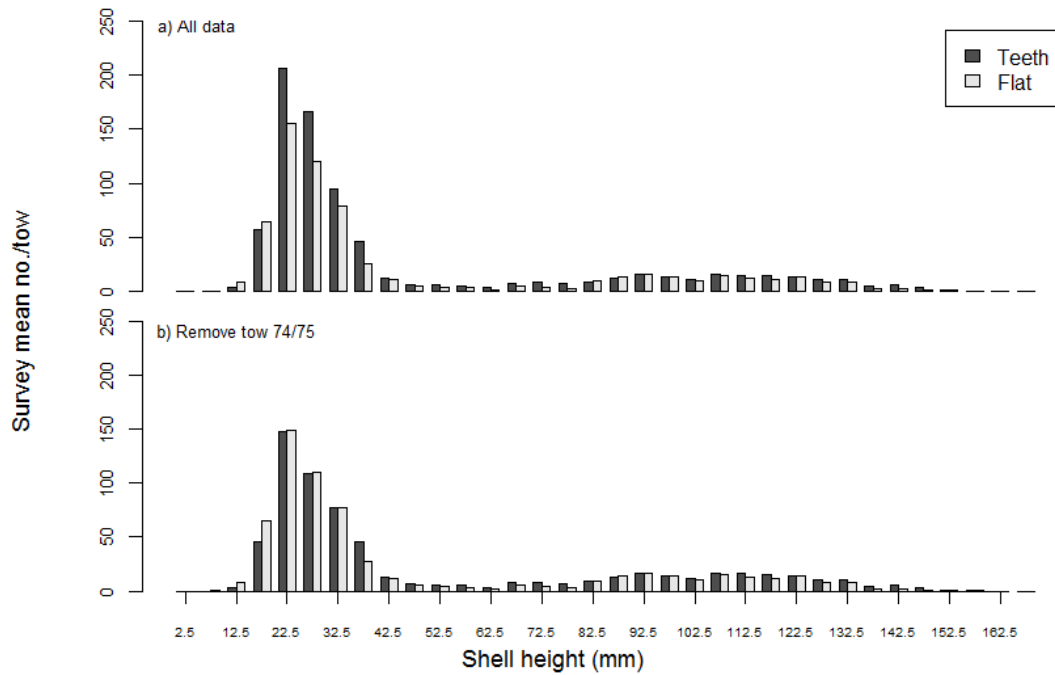 a) All data
250
200
150
100
50
0
Teeth
Flat
Survey mean no./tow
b) Remove tow 74/75
250
200
150
100
50
0
2.5 12.5 22.5 32.5 42.5 52.5 62.5 72.5 82.5 92.5 102.5 112.5 122.5 132.5 142.5 152.5 162.5
Shell height (mm)